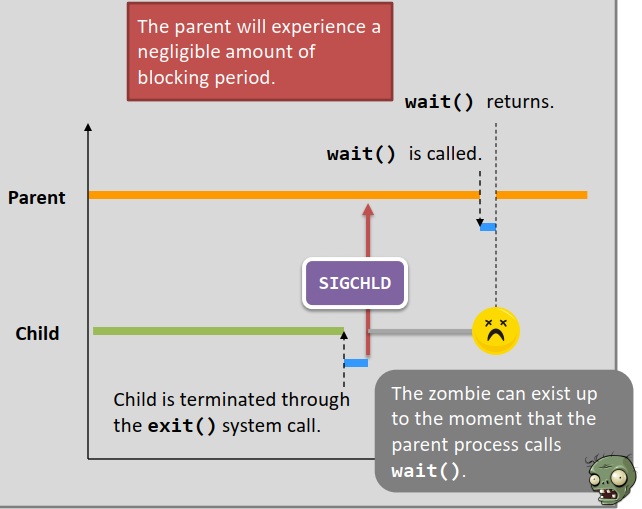 The parent will experience a
negligible amount of
blocking period.
wait() returns.
wait() is called.
Parent
SIGCHLD
Child
Child is terminated through
the exit() system call.
The zombie can exist up
to the moment that the
parent process calls
wait().